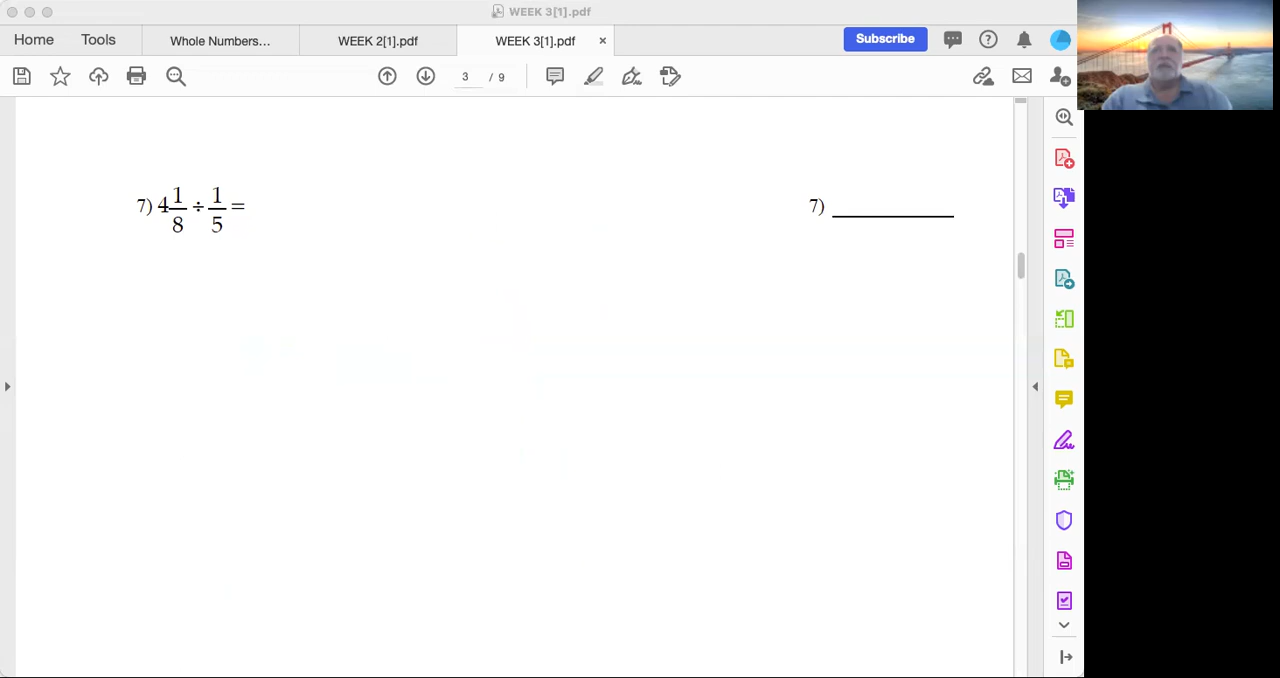 WEEK 3[1].pdf
Home Tools Whole Numbers... WEEK 2[1].pdf WEEK 3[1].pdf × Subscribe
3 / 9
7) 4 1/8 ÷ 1/5 =
7) ____________